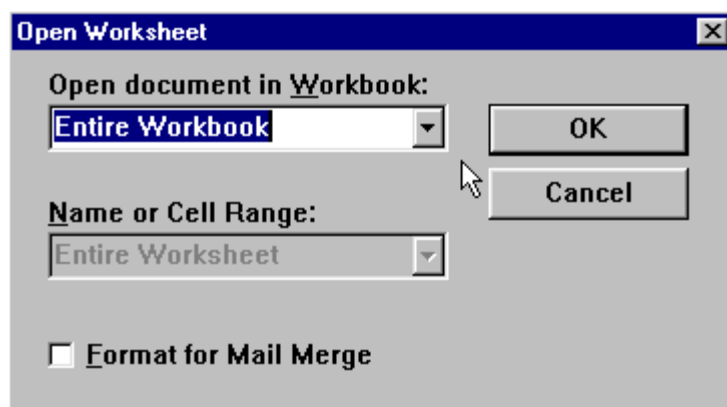 Open Worksheet
Open document in Workbook:
Entire Workbook
OK
Cancel
Name or Cell Range:
Entire Worksheet
Format for Mail Merge